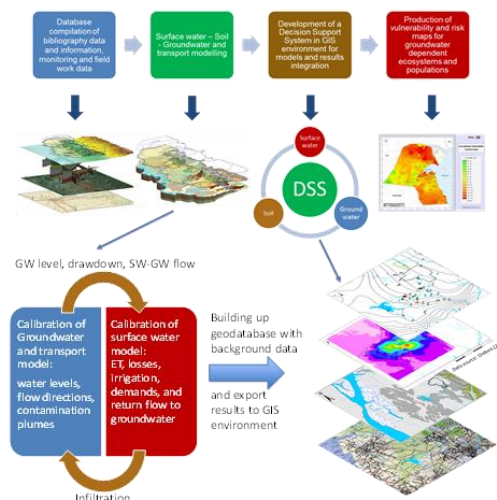 Database
compilation of
bibliography data
and information,
monitoring and field
work data
Surface water – Soil
- Groundwater and
transport modelling
Development of a
Decision Support
System in GIS
environment for
models and results
integration
Production of
vulnerability and risk
maps for
groundwater
dependent
ecosystems and
populations
Surface
water
DSS
Soil
Ground
water
GW level, drawdown, SW-GW flow
Calibration of
Groundwater
and transport
model:
water levels,
flow directions,
contamination
plumes
Calibration of
surface water
model:
ET, losses,
irrigation,
demands, and
return flow to
groundwater
Infiltration
Building up
geodatabase with
background data
and export
results to GIS
environment
Data source: